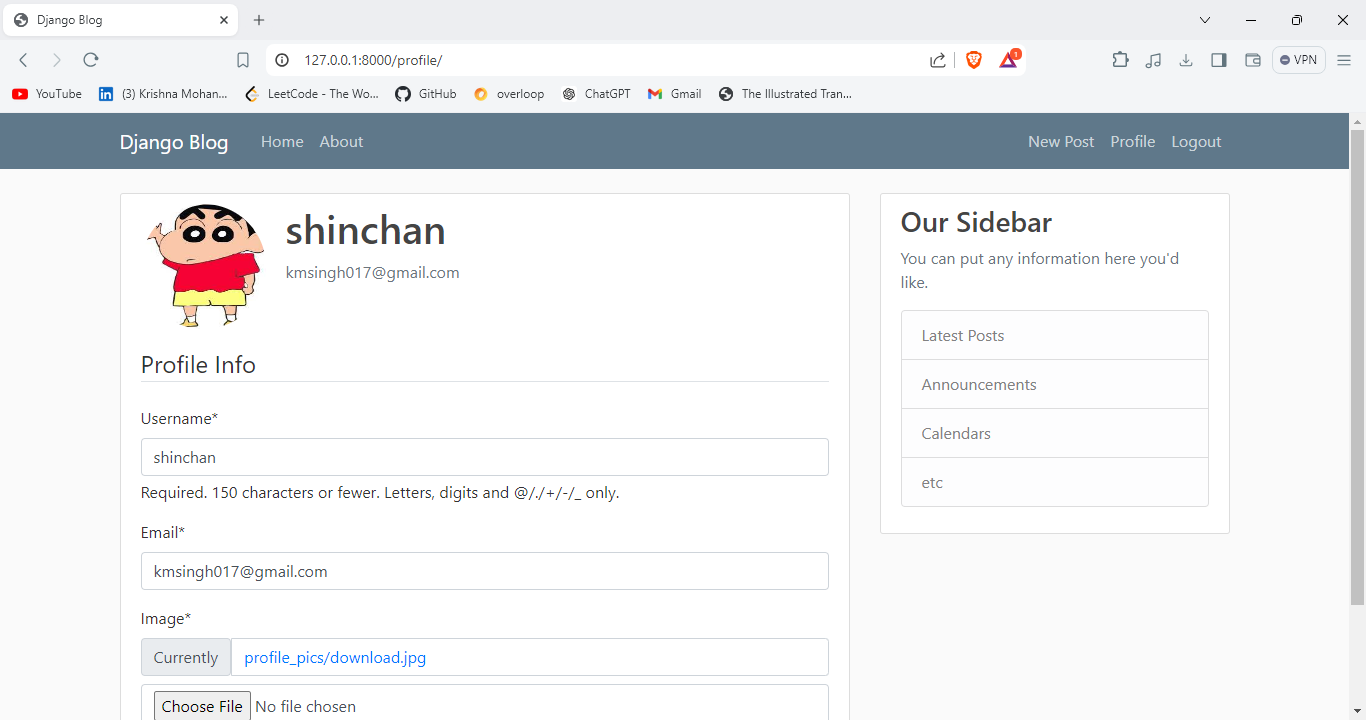 Django Blog
127.0.0.1:8000/profile/
1
VPN
YouTube
(3) Krishna Mohan...
LeetCode - The Wo...
GitHub
overloop
ChatGPT
Gmail
The Illustrated Tran...
Django Blog
Home
About
New Post
Profile
Logout
shinchan
kmsingh017@gmail.com
Profile Info
Username*
shinchan
Required. 150 characters or fewer. Letters, digits and @/./+/-/_ only.
Email*
kmsingh017@gmail.com
Image*
Currently
profile_pics/download.jpg
Choose File No file chosen
Our Sidebar
You can put any information here you'd
like.
Latest Posts
Announcements
Calendars
etc